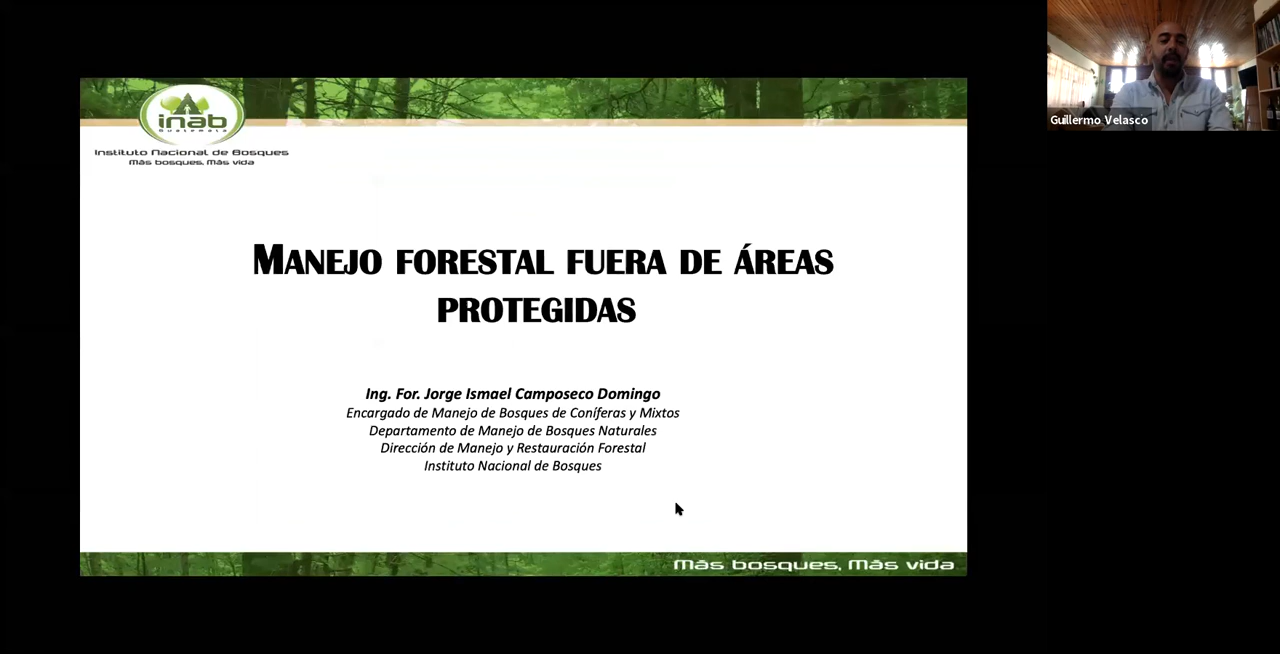 inab
Guatemala
Instituto Nacional de Bosques
Más bosques, Más vida
MANEJO FORESTAL FUERA DE ÁREAS
PROTEGIDAS
Ing. For. Jorge Ismael Camposeco Domingo
Encargado de Manejo de Bosques de Coníferas y Mixtos
Departamento de Manejo de Bosques Naturales
Dirección de Manejo y Restauración Forestal
Instituto Nacional de Bosques
Más bosques, Más vida
Guillermo Velasco